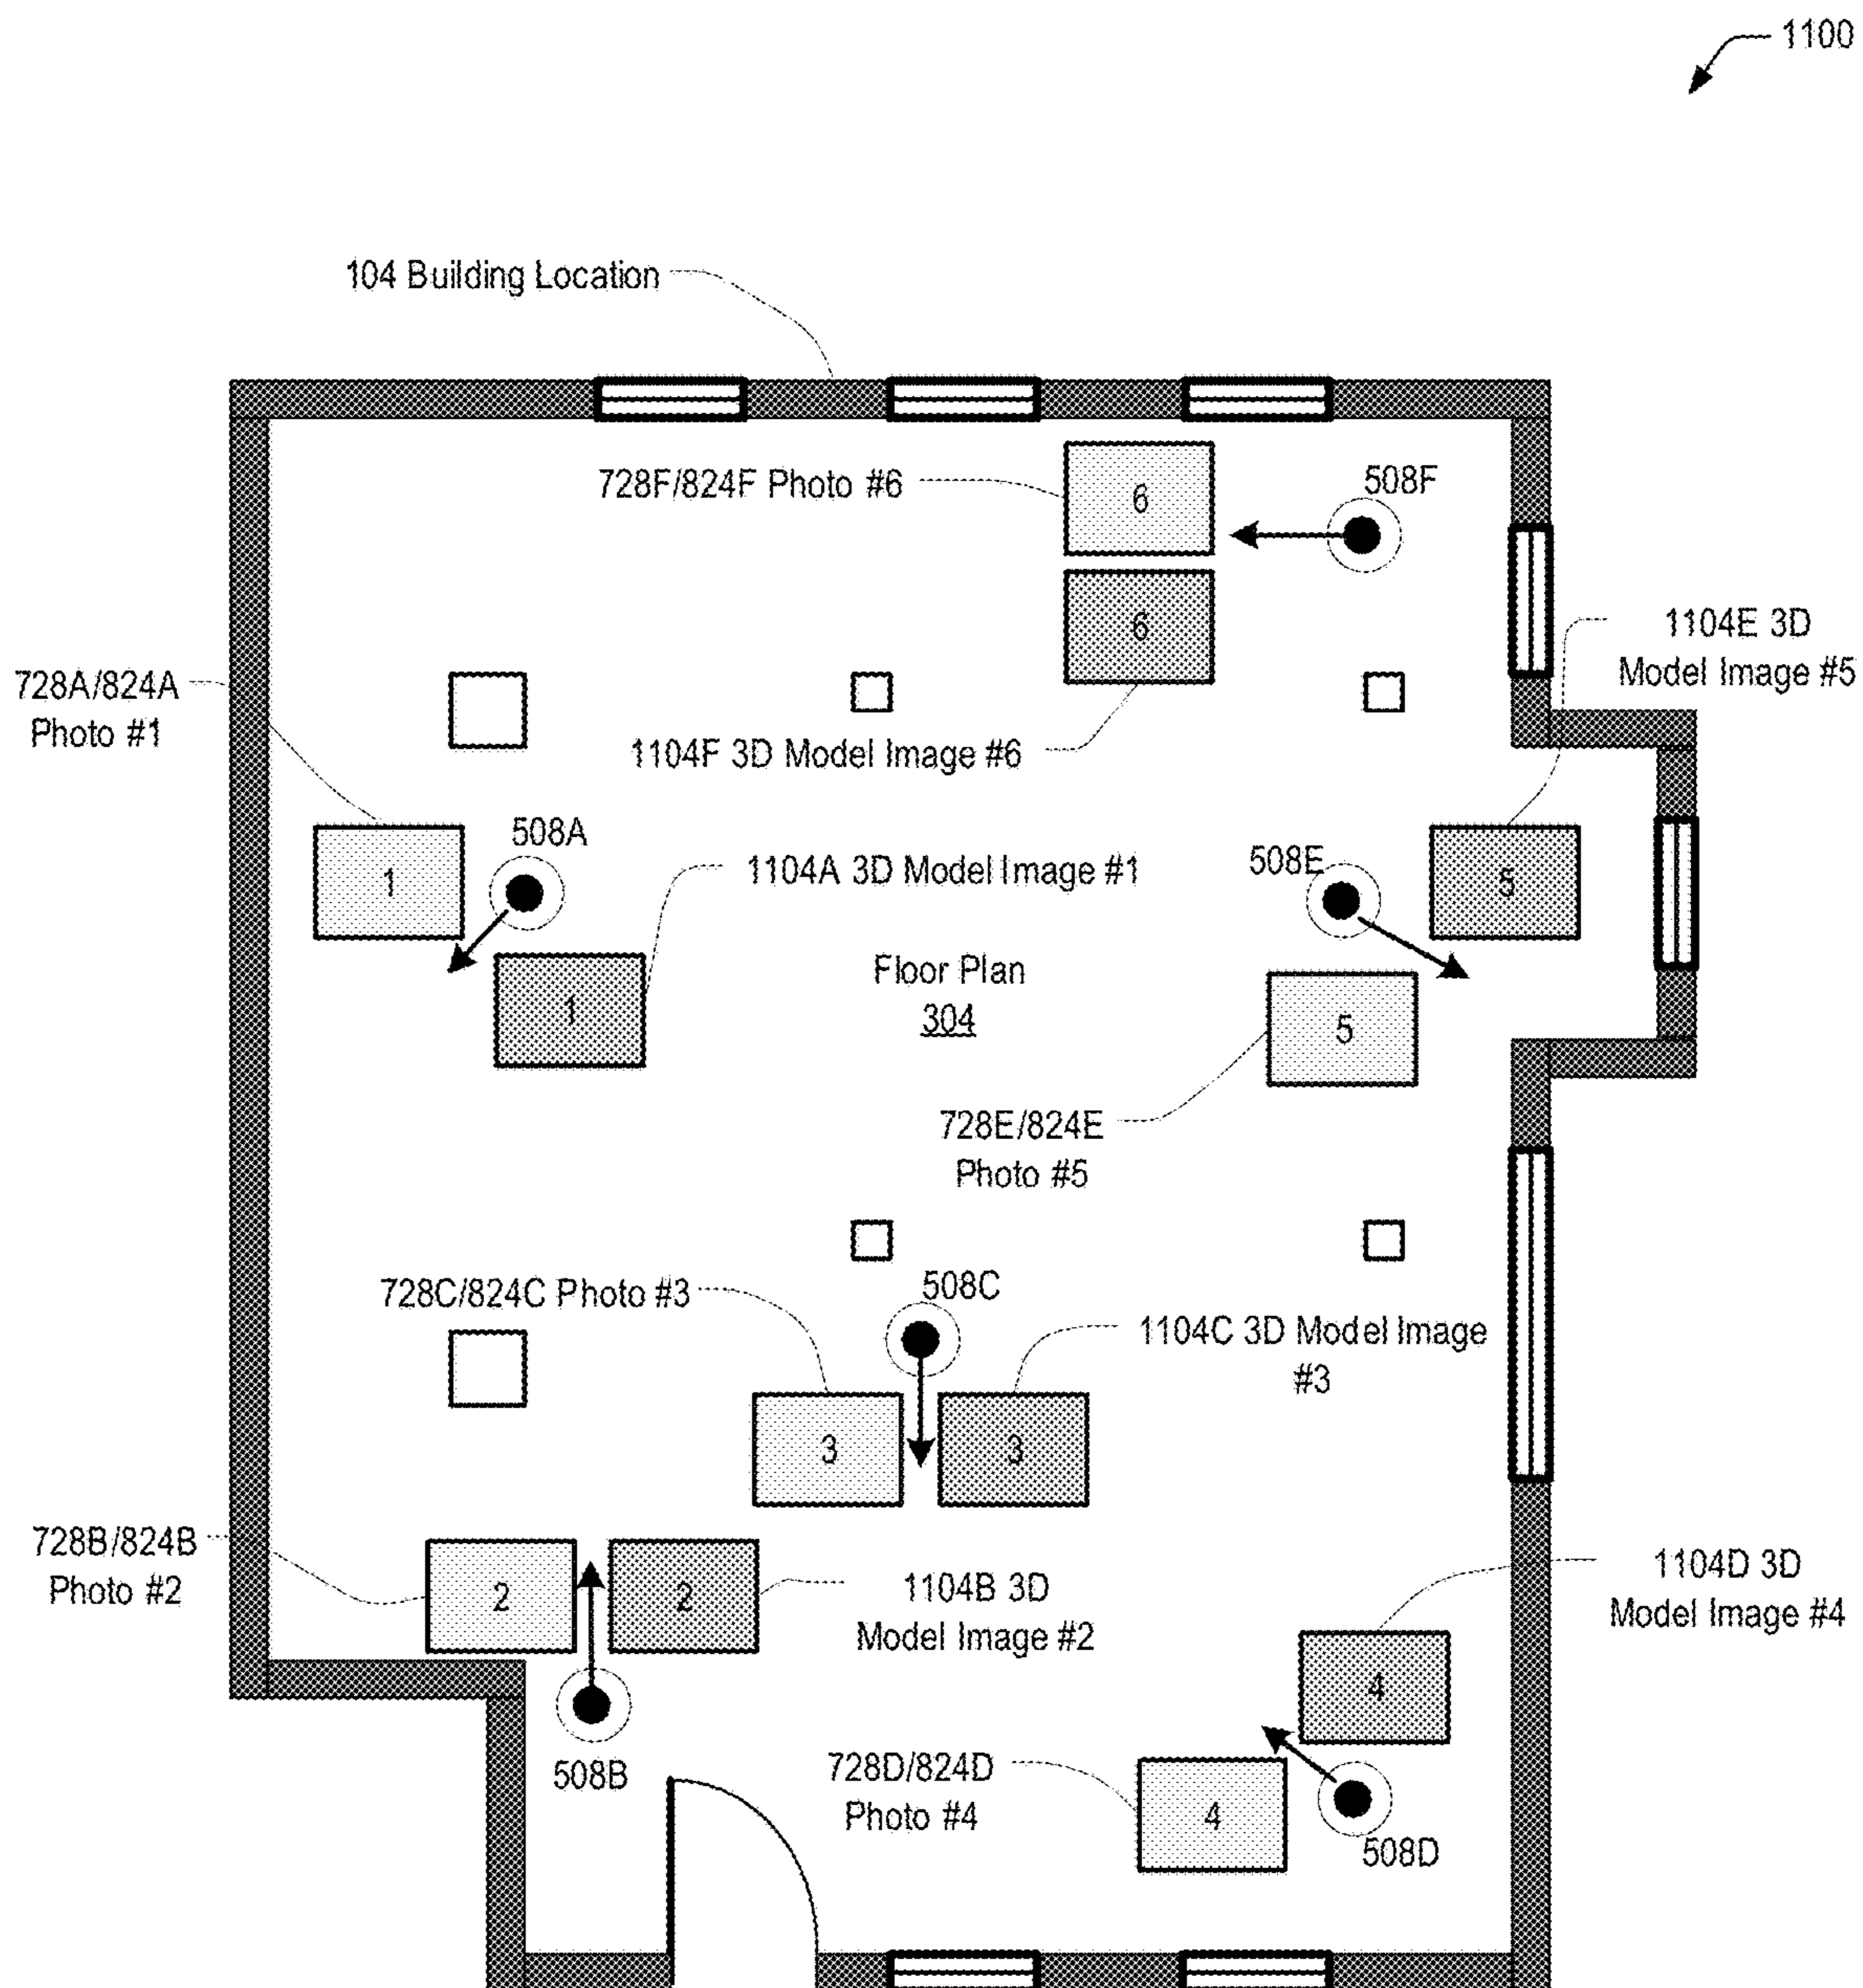 1100
104 Building Location
728F/824F Photo #6
6
508F
6
1104E 3D
Model Image #5
728A/824A
Photo #1
1104F 3D Model Image #6
508A
1104A 3D Model Image #1
508E
1
5
1
Floor Plan
304
5
728E/824E
Photo #5
728C/824C Photo #3
508C
1104C 3D Model Image
#3
3
3
728B/824B
Photo #2
2
2
1104B 3D
Model Image #2
1104D 3D
Model Image #4
4
508B
728D/824D
Photo #4
4
508D